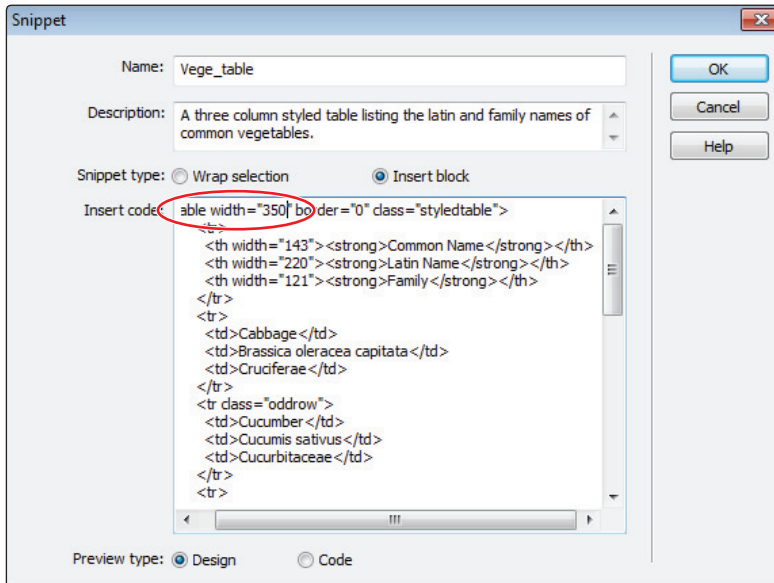 Snippet
Name: Vege_table
OK
Description: A three column styled table listing the latin and family names of
common vegetables.
Cancel
Help
Snippet type: Wrap selection Insert block
Insert code: able width="350" border="0" class="styledtable">
<tr>
<th width="143"><strong>Common Name</strong></th>
<th width="220"><strong>Latin Name</strong></th>
<th width="121"><strong>Family</strong></th>
</tr>
<tr>
<td>Cabbage</td>
<td>Brassica oleracea capitata</td>
<td>Cruciferae</td>
</tr>
<tr class="oddrow">
<td>Cucumber</td>
<td>Cucumis sativus</td>
<td>Cucurbitaceae</td>
</tr>
<tr>
Preview type: Design Code